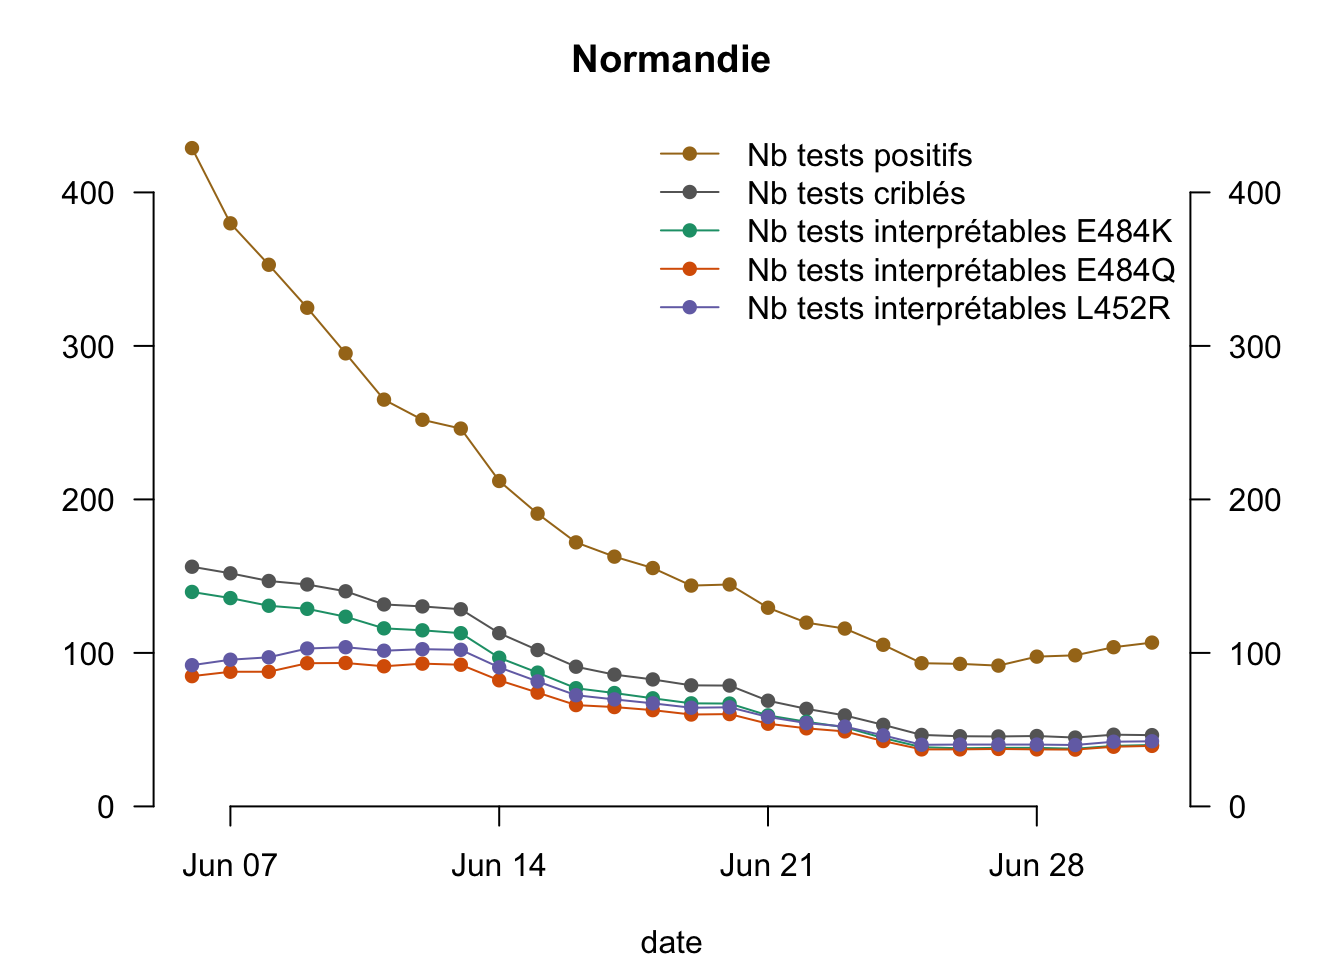 Normandie
Nb tests positifs
Nb tests criblés
Nb tests interprétables E484K
Nb tests interprétables E484Q
Nb tests interprétables L452R
400
300
200
100
0
400
300
200
100
0
Jun 07
Jun 14
Jun 21
Jun 28
date